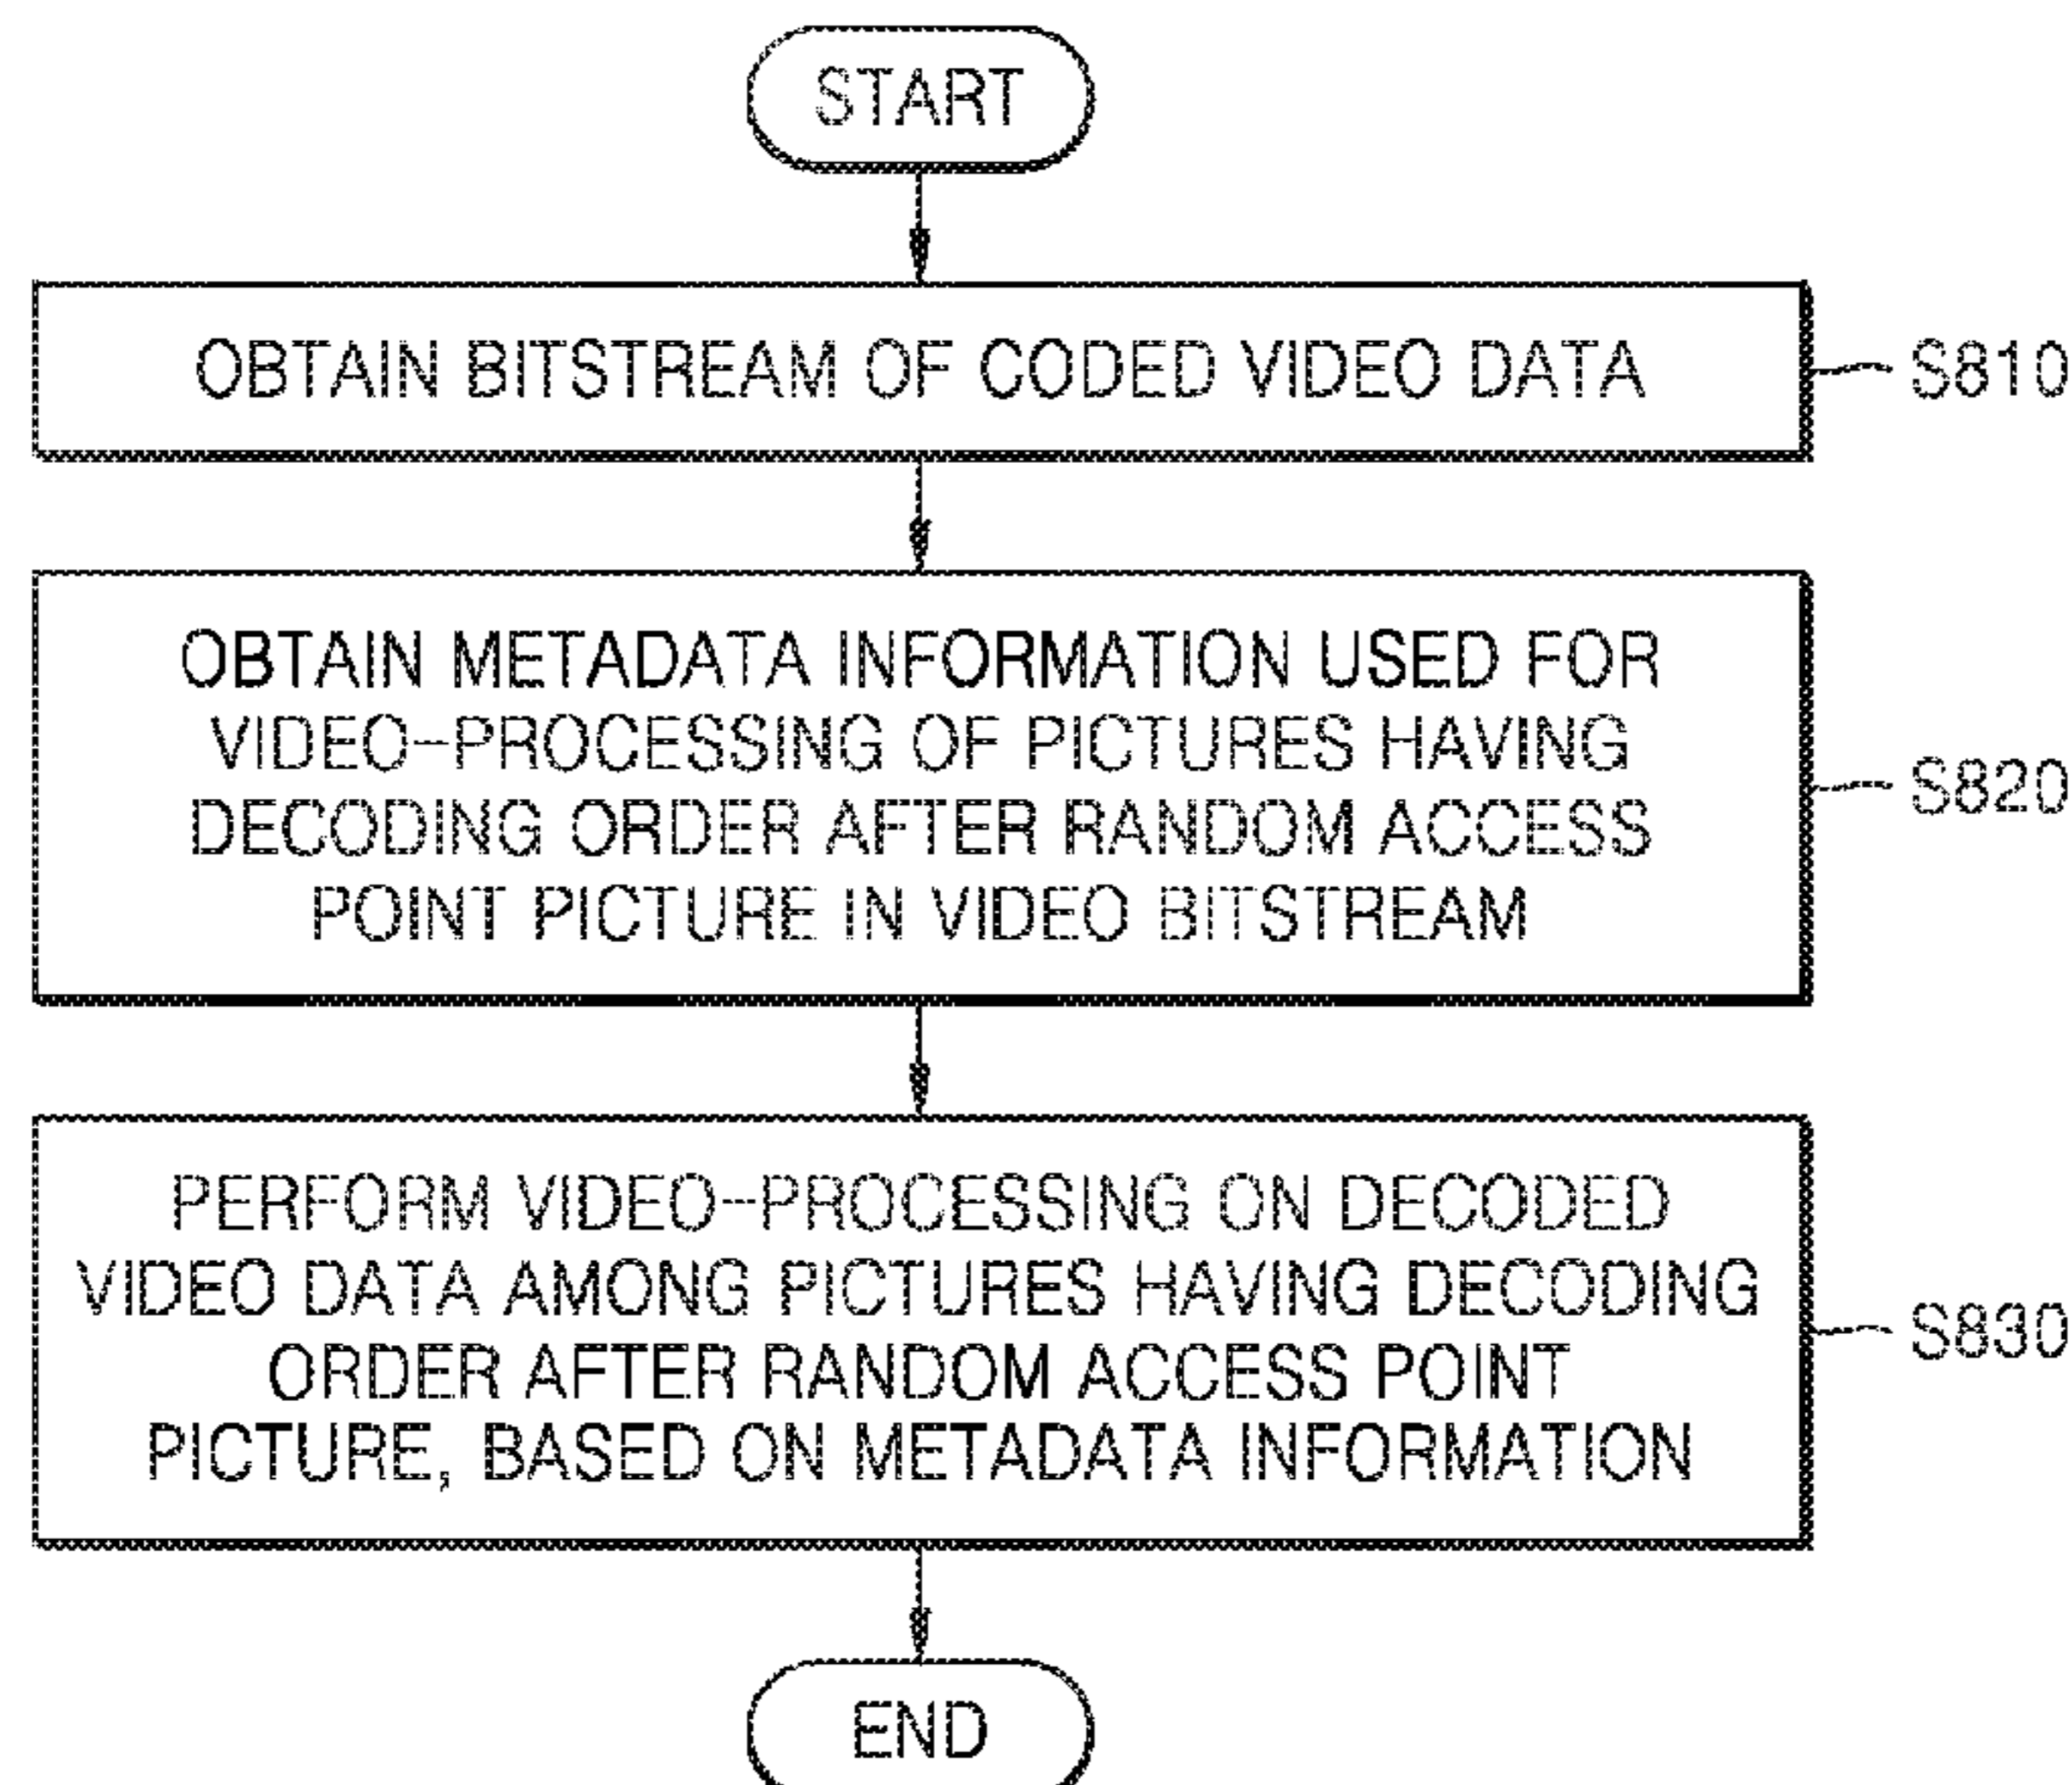 START
OBTAIN BITSTREAM OF CODED VIDEO DATA
S810
OBTAIN METADATA INFORMATION USED FOR
VIDEO-PROCESSING OF PICTURES HAVING
DECODING ORDER AFTER RANDOM ACCESS
POINT PICTURE IN VIDEO BITSTREAM
S820
PERFORM VIDEO-PROCESSING ON DECODED
VIDEO DATA AMONG PICTURES HAVING DECODING
ORDER AFTER RANDOM ACCESS POINT
PICTURE, BASED ON METADATA INFORMATION
S830
END